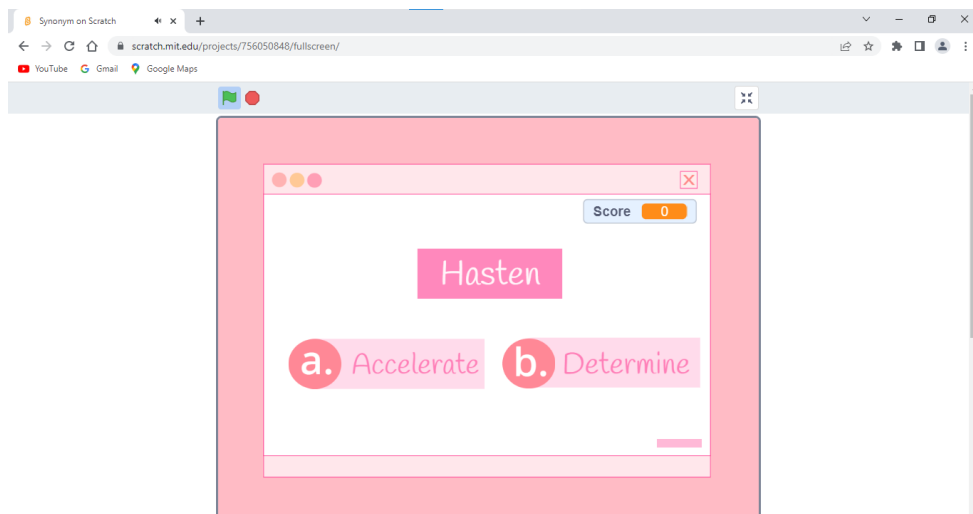 Synonym on Scratch
scratch.mit.edu/projects/756050848/fullscreen/
YouTube Gmail Google Maps
Score 0
Hasten
a. Accelerate b. Determine